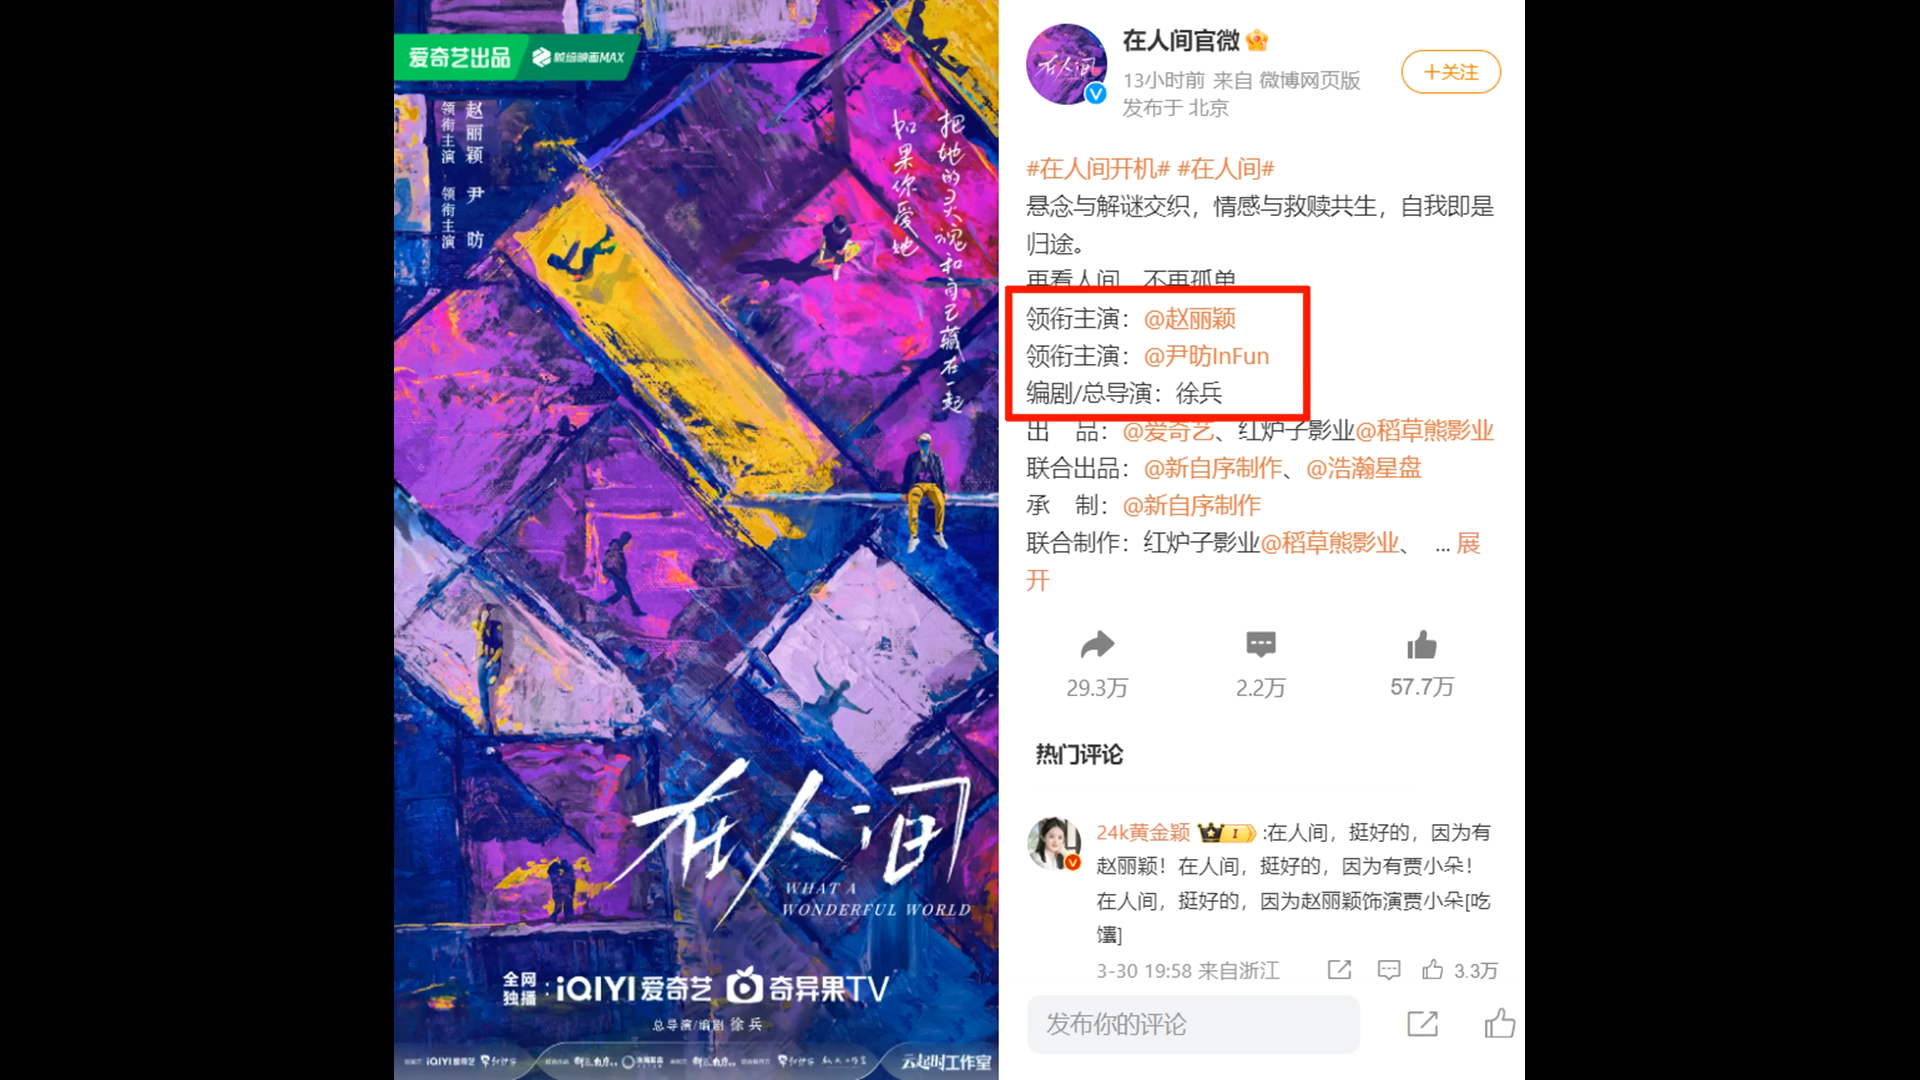 爱奇艺出品
赵丽颖
领衔主演
尹 昉
领衔主演
把她的灵魂和自己藏在一起
如果你爱她
在人间
WHAT A
WONDERFUL WORLD
全网
独播
:
iQIYI爱奇艺
奇异果TV
总导演/编剧 徐兵
iQIYI爱奇艺
云起时工作室
在人间
在人间官微
13小时前 来自 微博网页版
发布于 北京
+关注
#在人间开机# #在人间#
悬念与解谜交织，情感与救赎共生，自我即是
归途。
再看人间，不再孤单
领衔主演：@赵丽颖
领衔主演：@尹昉InFun
编剧/总导演：徐兵
出 品：@爱奇艺、红炉子影业@稻草熊影业
联合出品：@新自序制作、@浩瀚星盘
承 制：@新自序制作
联合制作：红炉子影业@稻草熊影业、 ... 展
开
29.3万
2.2万
57.7万
热门评论
24k黄金颖 I :在人间，挺好的，因为有
赵丽颖！在人间，挺好的，因为有贾小朵！
在人间，挺好的，因为赵丽颖饰演贾小朵[吃
馕]
3-30 19:58 来自浙江
3.3万
发布你的评论